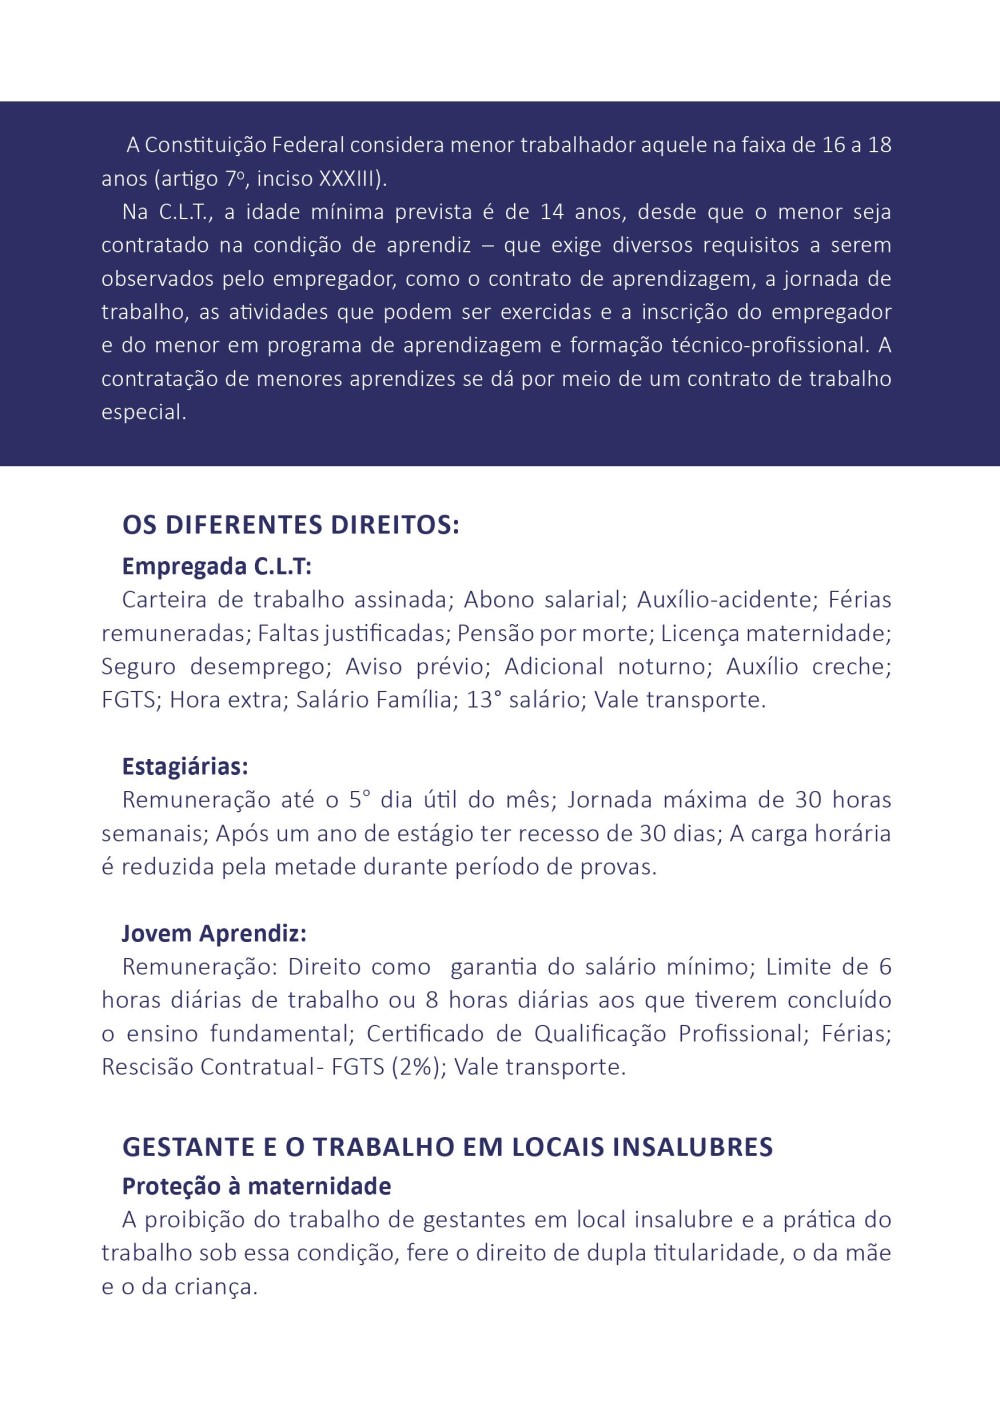 A Constituição Federal considera menor trabalhador aquele na faixa de 16 a 18
anos (artigo 7º, inciso XXXIII).
Na C.L.T., a idade mínima prevista é de 14 anos, desde que o menor seja
contratado na condição de aprendiz – que exige diversos requisitos a serem
observados pelo empregador, como o contrato de aprendizagem, a jornada de
trabalho, as atividades que podem ser exercidas e a inscrição do empregador
e do menor em programa de aprendizagem e formação técnico-profissional. A
contratação de menores aprendizes se dá por meio de um contrato de trabalho
especial.
OS DIFERENTES DIREITOS:
Empregada C.L.T:
Carteira de trabalho assinada; Abono salarial; Auxílio-acidente; Férias
remuneradas; Faltas justificadas; Pensão por morte; Licença maternidade;
Seguro desemprego; Aviso prévio; Adicional noturno; Auxílio creche;
FGTS; Hora extra; Salário Família; 13° salário; Vale transporte.
Estagiárias:
Remuneração até o 5° dia útil do mês; Jornada máxima de 30 horas
semanais; Após um ano de estágio ter recesso de 30 dias; A carga horária
é reduzida pela metade durante período de provas.
Jovem Aprendiz:
Remuneração: Direito como garantia do salário mínimo; Limite de 6
horas diárias de trabalho ou 8 horas diárias aos que tiverem concluído
o ensino fundamental; Certificado de Qualificação Profissional; Férias;
Rescisão Contratual- FGTS (2%); Vale transporte.
GESTANTE E O TRABALHO EM LOCAIS INSALUBRES
Proteção à maternidade
A proibição do trabalho de gestantes em local insalubre e a prática do
trabalho sob essa condição, fere o direito de dupla titularidade, o da mãe
e o da criança.